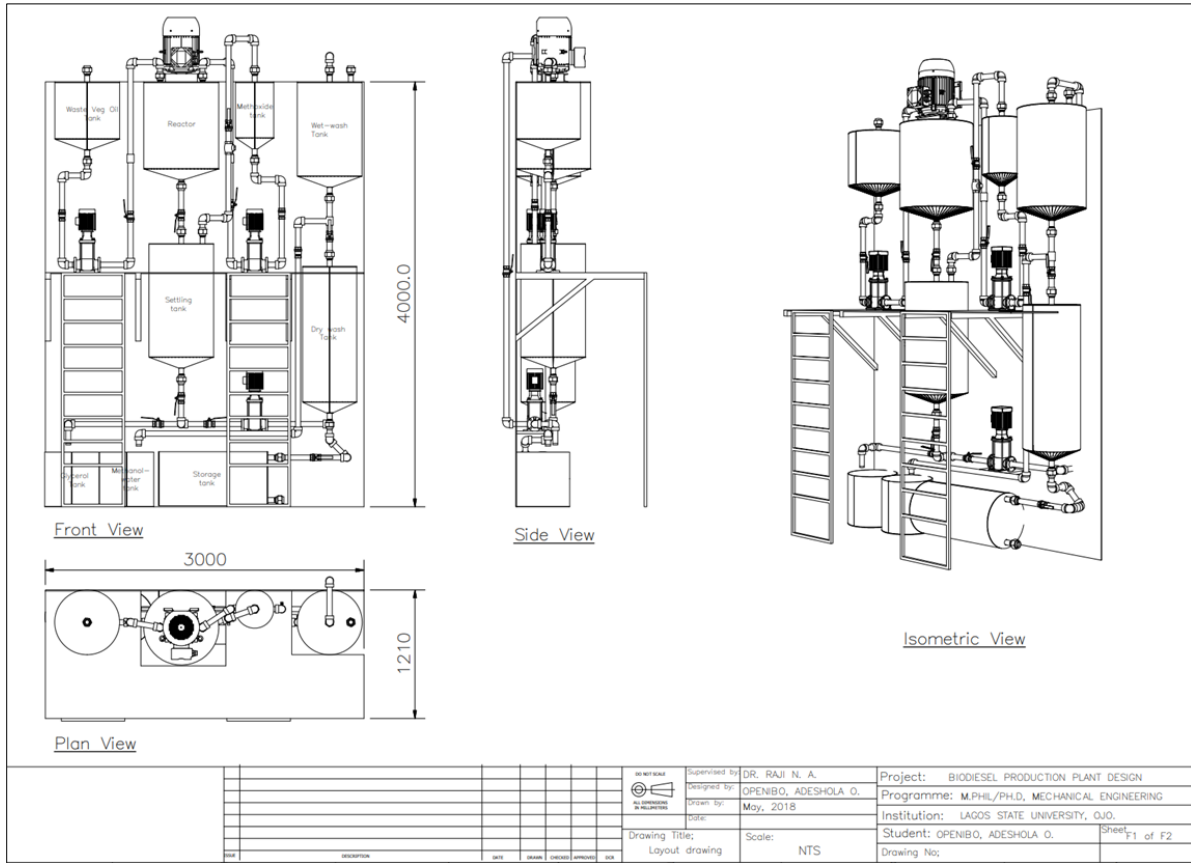 Waste Veg Oil
Tank
Reactor
Methoxide
tank
Wet-wash
Tank
4000.0
Settling
tank
Dry wash
Tank
Glycerol
Tank
Methanol-
water
tank
Storage
tank
Front View
Side View
Isometric View
3000
1210
Plan View
ISSUE
DESCRIPTION
DATE
DRAWN
CHECKED
APPROVED
DCR
DO NOT SCALE
ALL DIMENSIONS
IN MILLIMETERS
Supervised by: DR. RAJI N. A.
Designed by: OPENIBO, ADESHOLA O.
Drawn by: May, 2018
Date:
Drawing Title;
Layout drawing
Scale:
NTS
Project: BIODIESEL PRODUCTION PLANT DESIGN
Programme: M.PHIL/PH.D, MECHANICAL ENGINEERING
Institution: LAGOS STATE UNIVERSITY, OJO.
Student: OPENIBO, ADESHOLA O.
Sheet F1 of F2
Drawing No;